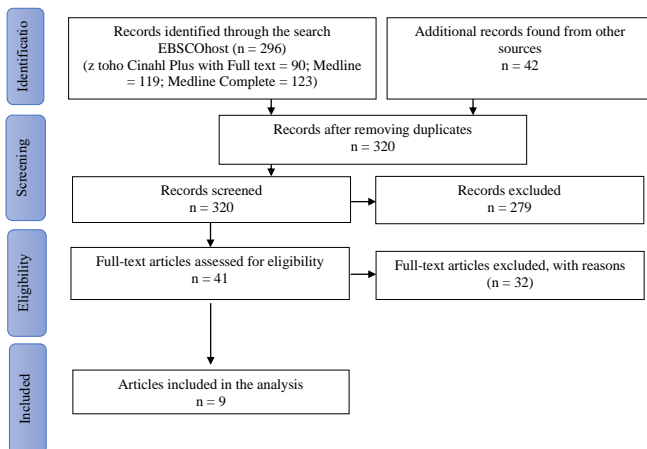 Identificatio
Records identified through the search
EBSCOhost (n = 296)
(z toho Cinahl Plus with Full text = 90; Medline
= 119; Medline Complete = 123)
Additional records found from other
sources
n = 42
Screening
Records after removing duplicates
n = 320
Records screened
n = 320
Records excluded
n = 279
Eligibility
Full-text articles assessed for eligibility
n = 41
Full-text articles excluded, with reasons
(n = 32)
Included
Articles included in the analysis
n = 9